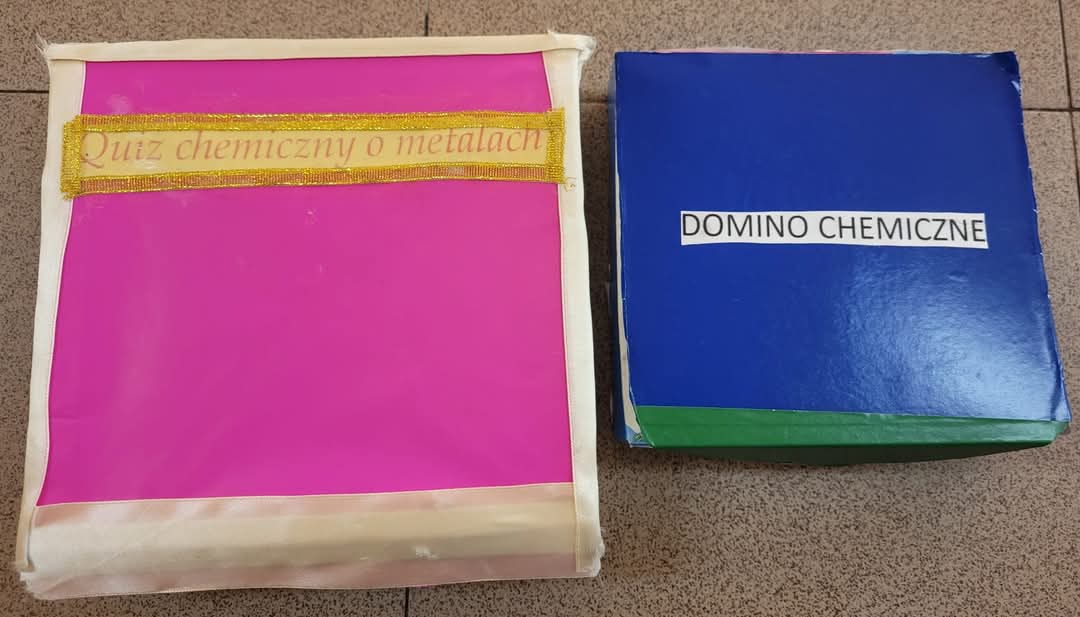 Quiz chemiczny o metalach
DOMINO CHEMICZNE